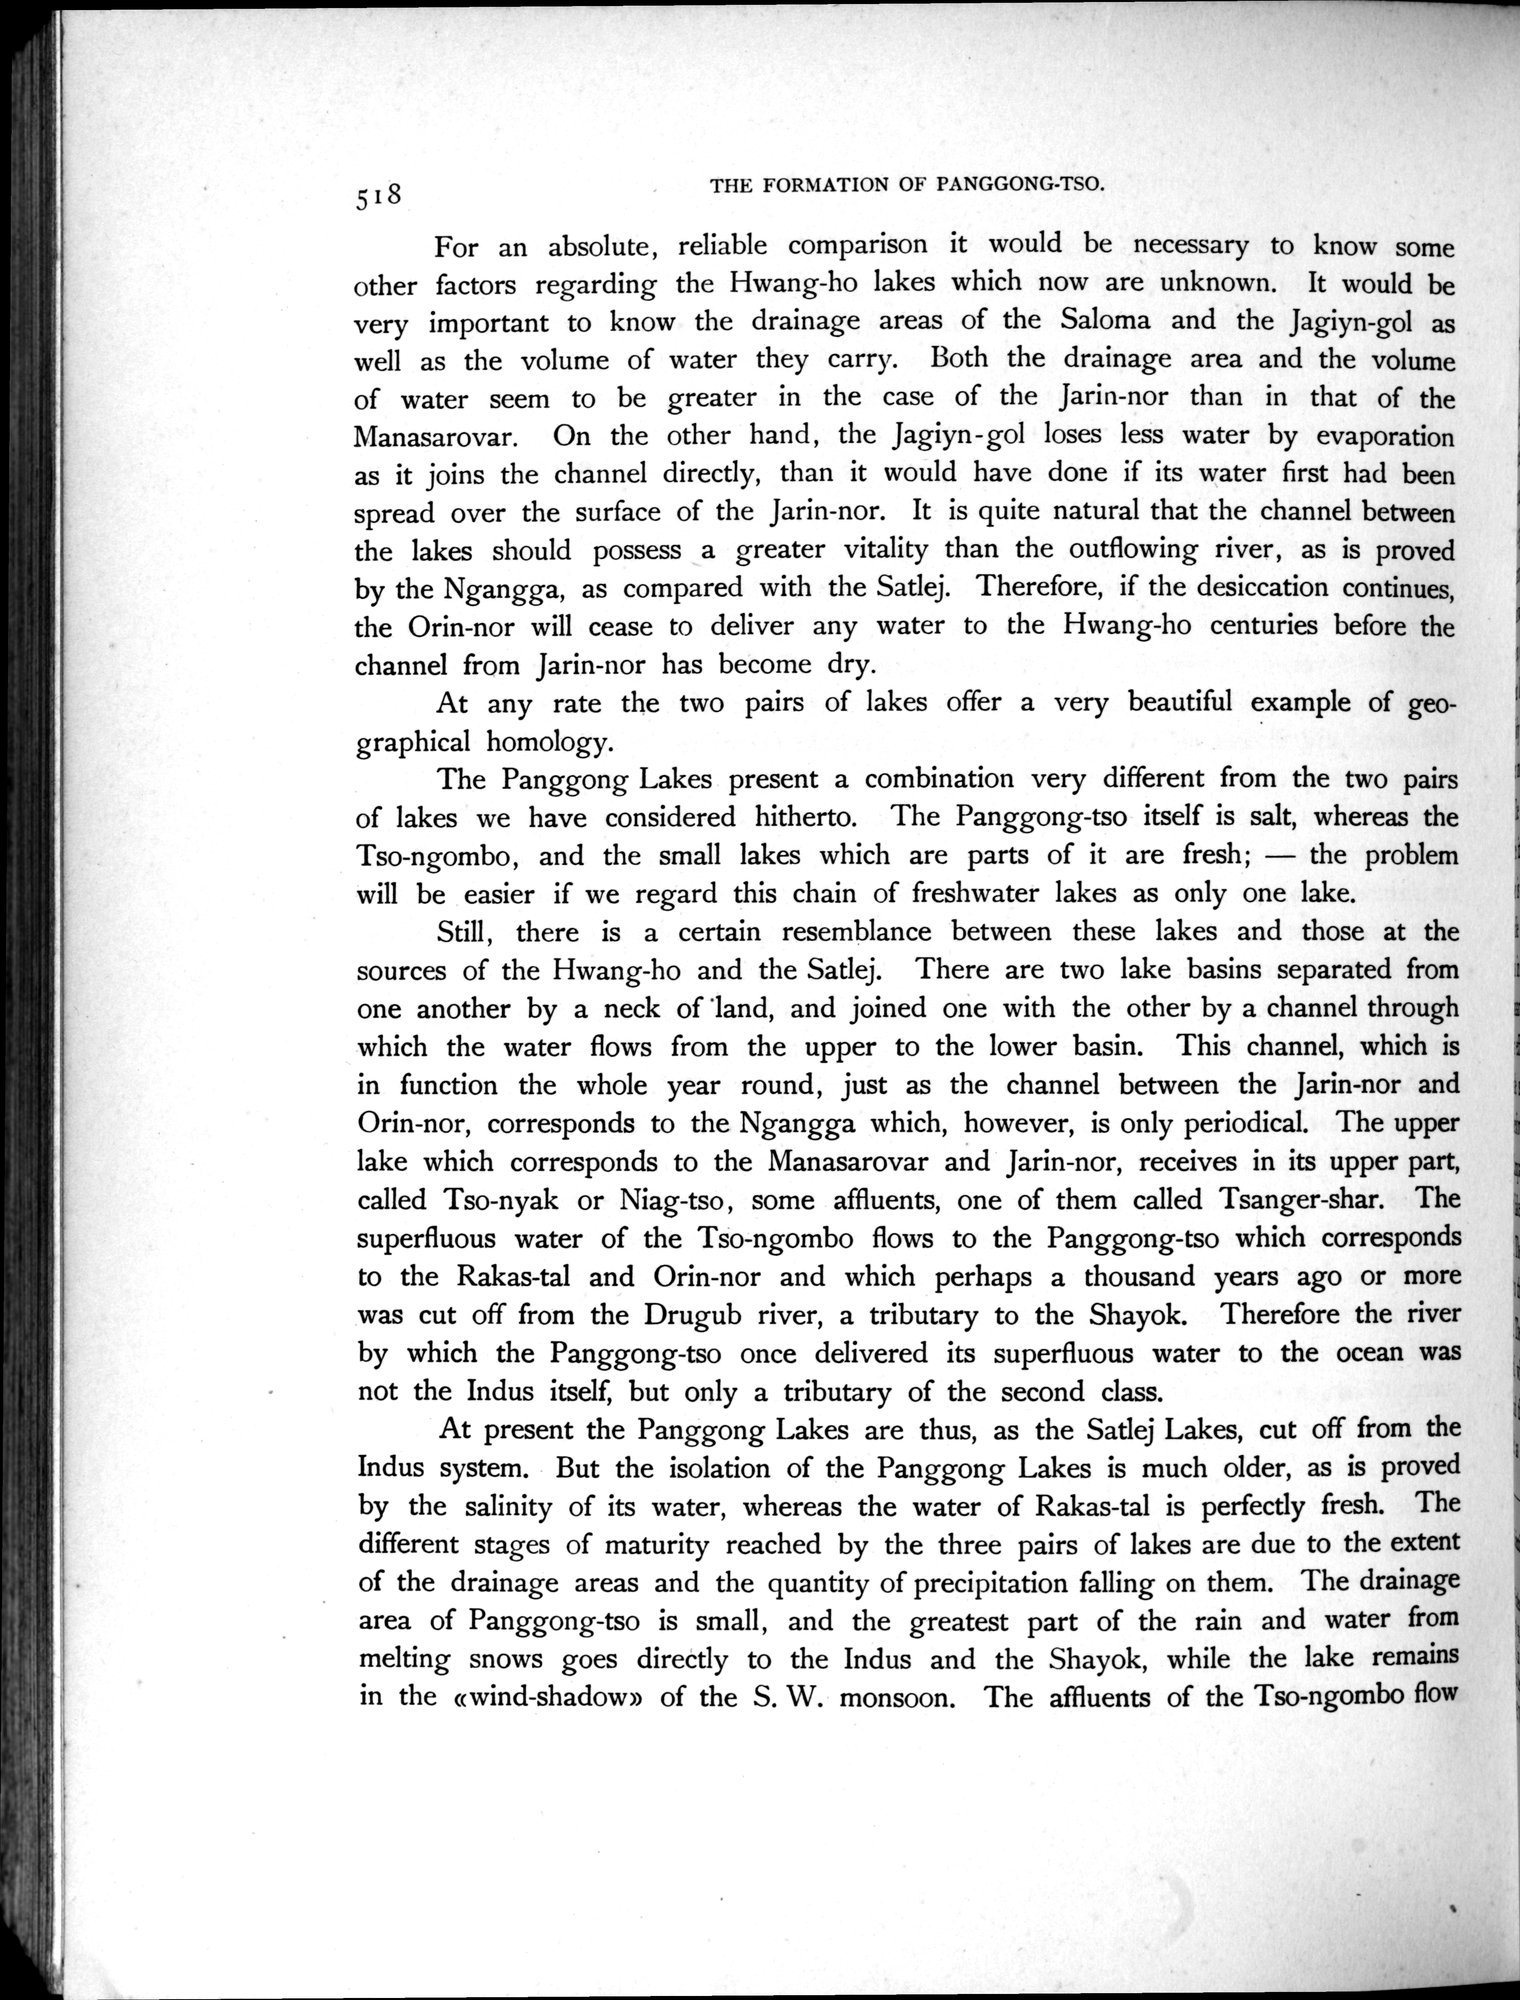 518
THE FORMATION OF PANGGONG-TSO.
For an absolute, reliable comparison it would be necessary to know some
other factors regarding the Hwang-ho lakes which now are unknown. It would be
very important to know the drainage areas of the Saloma and the Jagiyn-gol as
well as the volume of water they carry. Both the drainage area and the volume
of water seem to be greater in the case of the Jarin-nor than in that of the
Manasarovar. On the other hand, the Jagiyn-gol loses less water by evaporation
as it joins the channel directly, than it would have done if its water first had been
spread over the surface of the Jarin-nor. It is quite natural that the channel between
the lakes should possess a greater vitality than the outflowing river, as is proved
by the Ngangga, as compared with the Satlej. Therefore, if the desiccation continues,
the Orin-nor will cease to deliver any water to the Hwang-ho centuries before the
channel from Jarin-nor has become dry.
At any rate the two pairs of lakes offer a very beautiful example of geo-
graphical homology.
The Panggong Lakes present a combination very different from the two pairs
of lakes we have considered hitherto. The Panggong-tso itself is salt, whereas the
Tso-ngombo, and the small lakes which are parts of it are fresh; — the problem
will be easier if we regard this chain of freshwater lakes as only one lake.
Still, there is a certain resemblance between these lakes and those at the
sources of the Hwang-ho and the Satlej. There are two lake basins separated from
one another by a neck of land, and joined one with the other by a channel through
which the water flows from the upper to the lower basin. This channel, which is
in function the whole year round, just as the channel between the Jarin-nor and
Orin-nor, corresponds to the Ngangga which, however, is only periodical. The upper
lake which corresponds to the Manasarovar and Jarin-nor, receives in its upper part,
called Tso-nyak or Niag-tso, some affluents, one of them called Tsanger-shar. The
superfluous water of the Tso-ngombo flows to the Panggong-tso which corresponds
to the Rakas-tal and Orin-nor and which perhaps a thousand years ago or more
was cut off from the Drugub river, a tributary to the Shayok. Therefore the river
by which the Panggong-tso once delivered its superfluous water to the ocean was
not the Indus itself, but only a tributary of the second class.
At present the Panggong Lakes are thus, as the Satlej Lakes, cut off from the
Indus system. But the isolation of the Panggong Lakes is much older, as is proved
by the salinity of its water, whereas the water of Rakas-tal is perfectly fresh. The
different stages of maturity reached by the three pairs of lakes are due to the extent
of the drainage areas and the quantity of precipitation falling on them. The drainage
area of Panggong-tso is small, and the greatest part of the rain and water from
melting snows goes directly to the Indus and the Shayok, while the lake remains
in the «wind-shadow» of the S. W. monsoon. The affluents of the Tso-ngombo flow